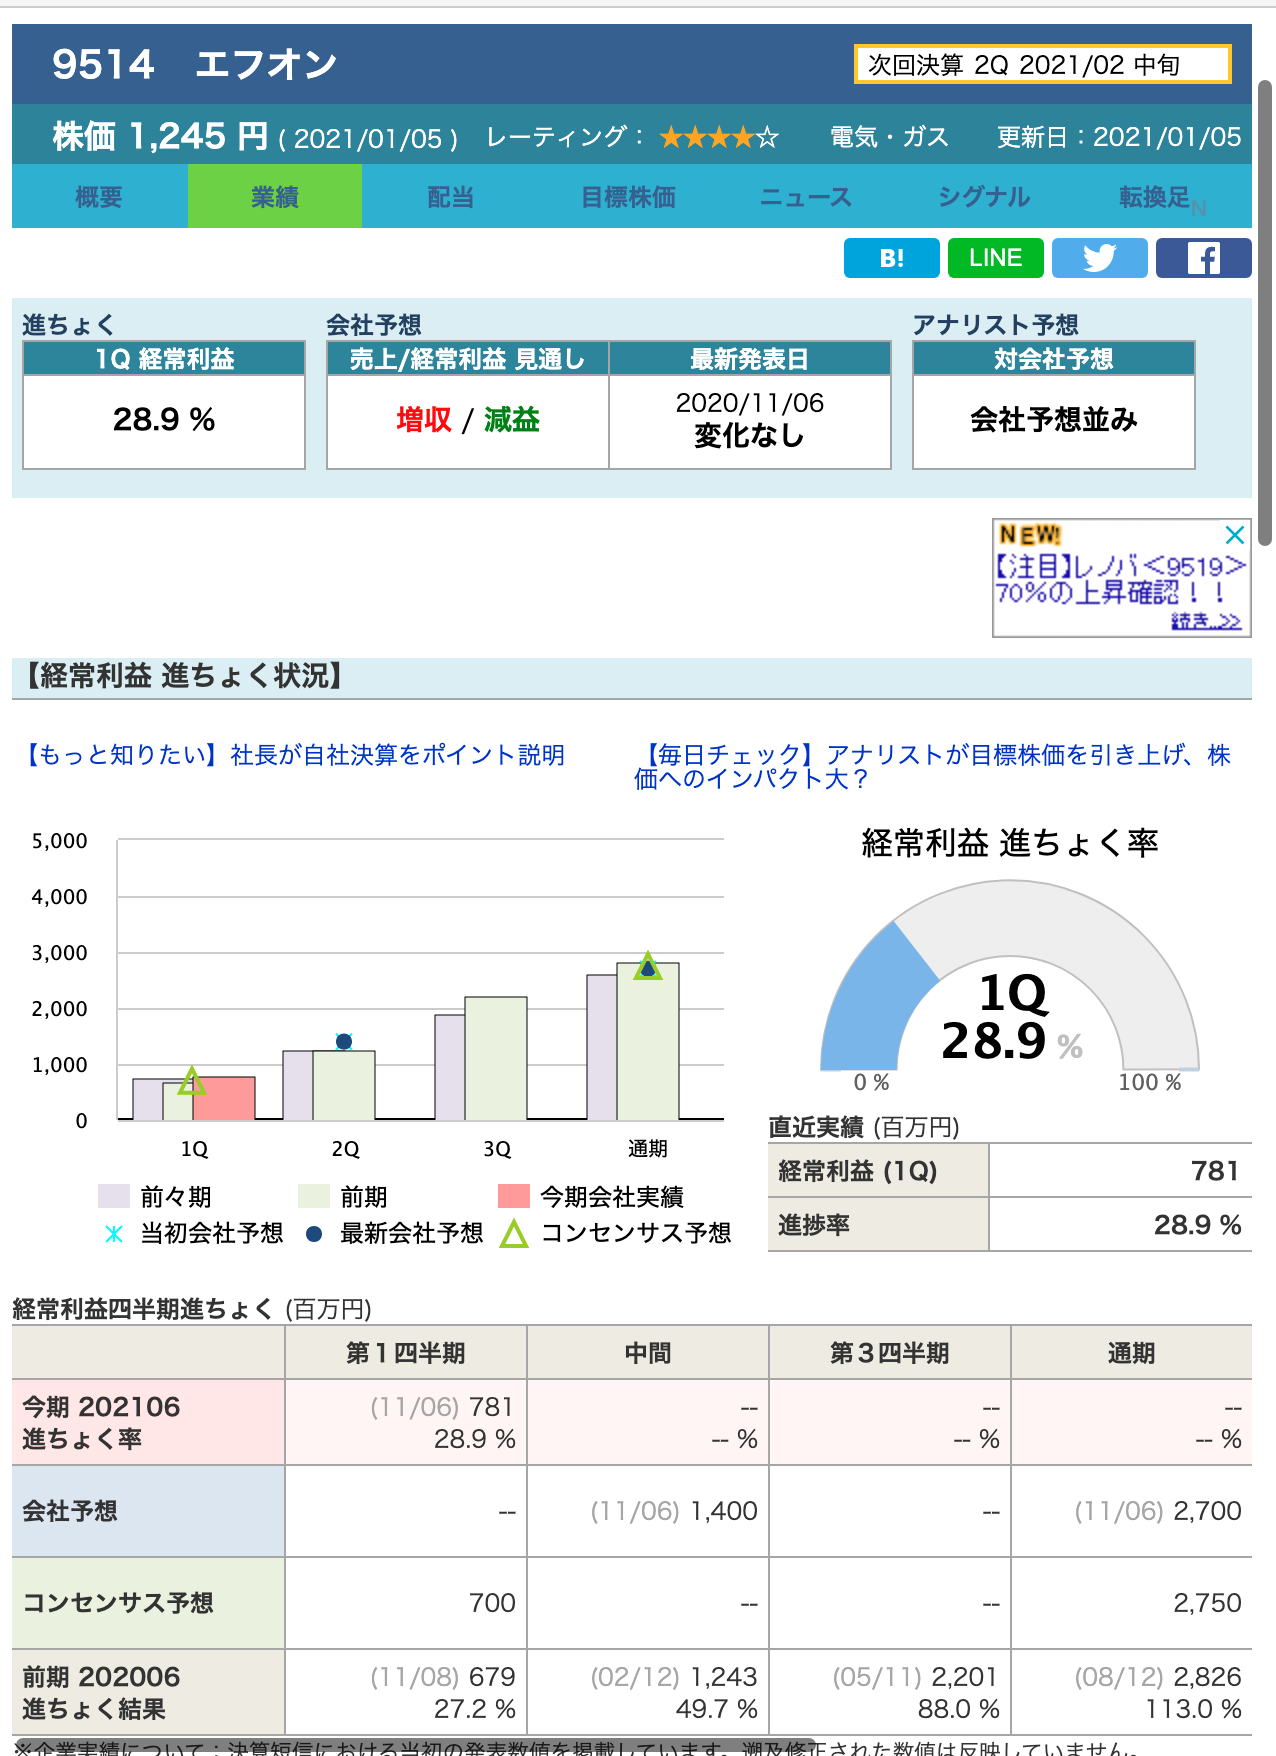 9514　エフオン
次回決算 2Q 2021/02 中旬
株価 1,245 円 ( 2021/01/05 )　レーティング： ★★★★☆　電気・ガス　更新日：2021/01/05
概要　業績　配当　目標株価　ニュース　シグナル　転換足N
B!　LINE
進ちょく
1Q 経常利益
28.9 %
会社予想
売上/経常利益 見通し　最新発表日
増収 / 減益
2020/11/06
変化なし
アナリスト予想
対会社予想
会社予想並み
NEW!
【注目】レノバ<9519>
70%の上昇確認！！
続き..>>
【経常利益 進ちょく状況】
【もっと知りたい】社長が自社決算をポイント説明
【毎日チェック】アナリストが目標株価を引き上げ、株
価へのインパクト大？
5,000
4,000
3,000
2,000
1,000
0
1Q　2Q　3Q　通期
前々期　前期　今期会社実績
当初会社予想　最新会社予想　コンセンサス予想
経常利益 進ちょく率
1Q
28.9 %
0 %　100 %
直近実績 (百万円)
経常利益 (1Q)　781
進捗率　28.9 %
経常利益四半期進ちょく (百万円)
第１四半期　中間　第３四半期　通期
今期 202106　(11/06) 781　--　--　--
進ちょく率　28.9 %　-- %　-- %　-- %
会社予想　--　(11/06) 1,400　--　(11/06) 2,700
コンセンサス予想　700　--　--　2,750
前期 202006　(11/08) 679　(02/12) 1,243　(05/11) 2,201　(08/12) 2,826
進ちょく結果　27.2 %　49.7 %　88.0 %　113.0 %
※企業実績について：決算短信における当初の発表数値を掲載しています。遡及修正された数値は反映していません。